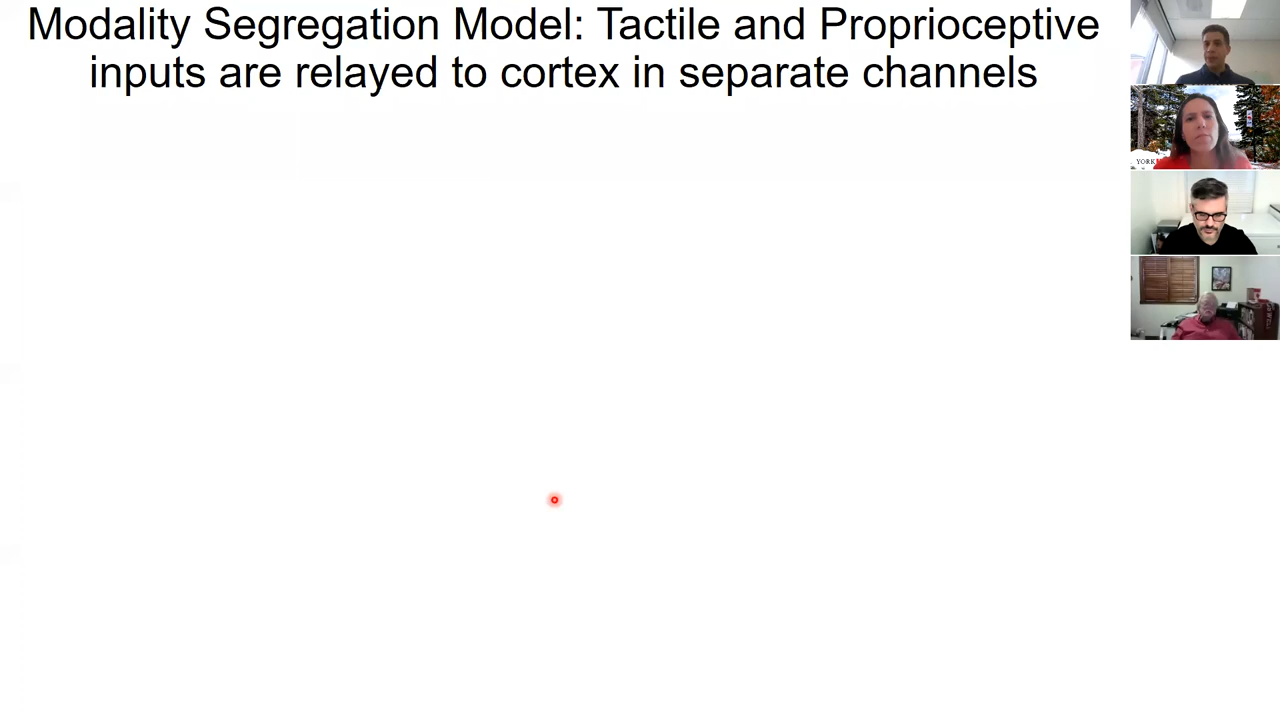 Modality Segregation Model: Tactile and Proprioceptive
inputs are relayed to cortex in separate channels